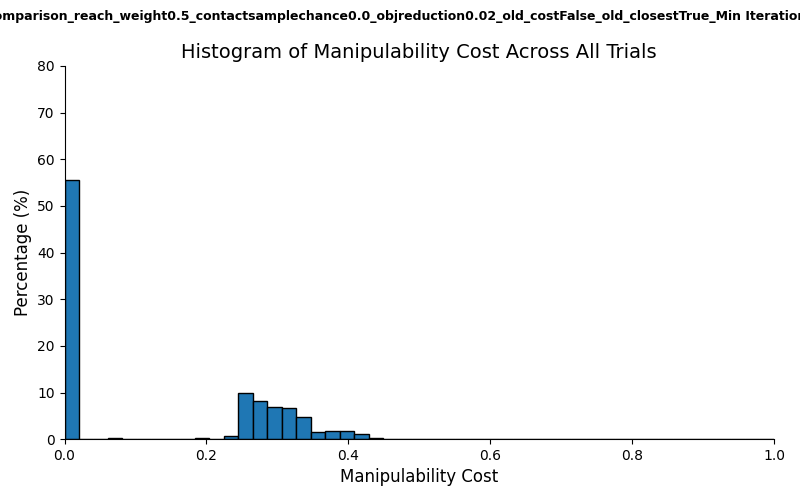 omparison_reach_weight0.5_contactsamplechance0.0_objreduction0.02_old_costFalse_old_closestTrue_Min Iteration
Histogram of Manipulability Cost Across All Trials
80
70
60
50
40
30
20
10
0
Percentage (%)
0.0 0.2 0.4 0.6 0.8 1.0
Manipulability Cost